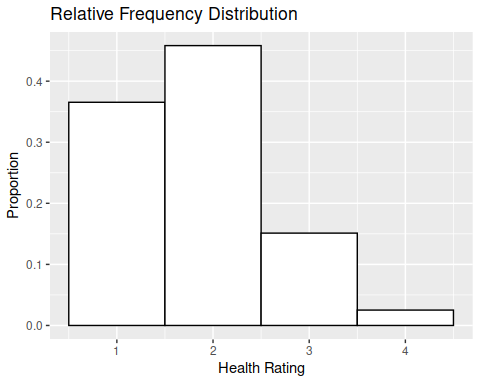 Relative Frequency Distribution
Proportion
0.4
0.3
0.2
0.1
0.0
1 2 3 4
Health Rating